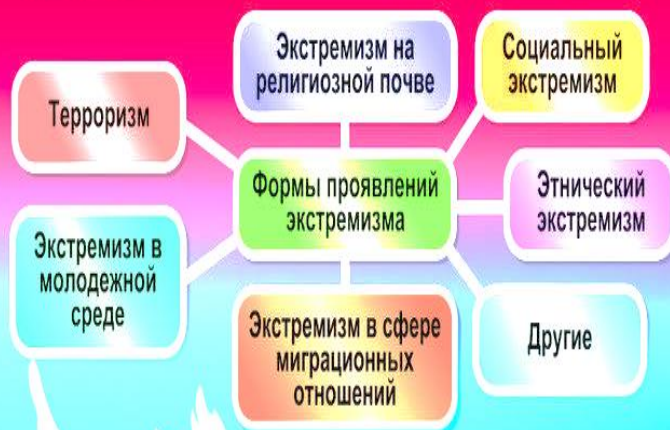 Экстремизм на
религиозной почве
Социальный
экстремизм
Терроризм
Формы проявлений
экстремизма
Этнический
экстремизм
Экстремизм в
молодежной
среде
Экстремизм в сфере
миграционных
отношений
Другие